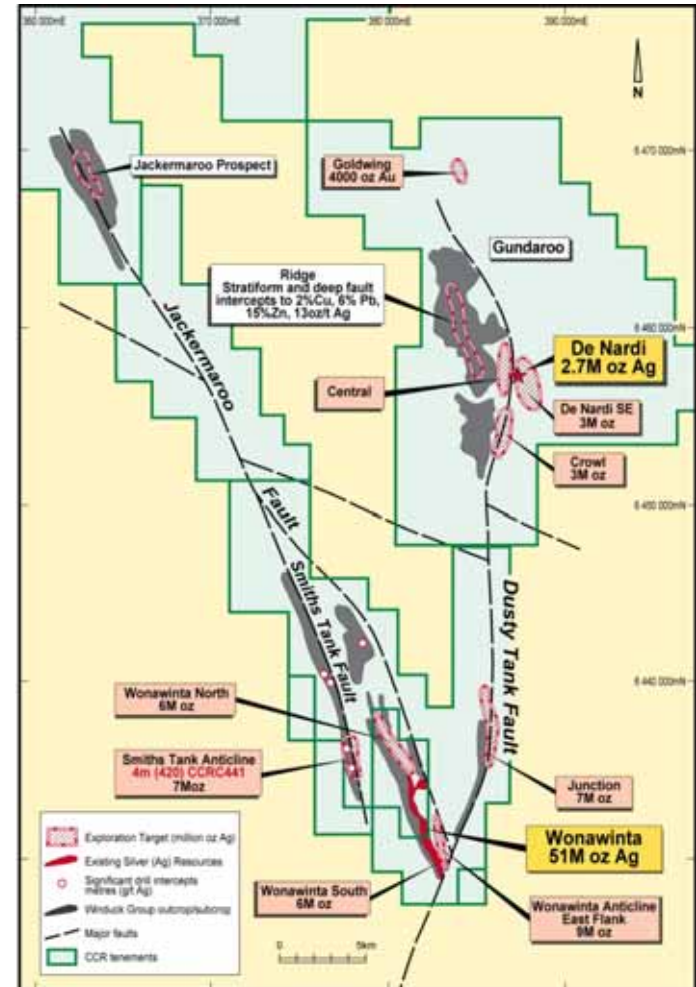 360 000mE
370 000mE
380 000mE
390 000mE
N
6 470 000mN
Jackermaroo Prospect
Goldwing
4000 oz Au
Gundaroo
Ridge
Stratiform and deep fault
intercepts to 2%Cu, 6% Pb,
15%Zn, 13oz/t Ag
6 460 000mN
De Nardi
2.7M oz Ag
Central
De Nardi SE
3M oz
Crowl
3M oz
Jackermaroo
Fault
6 450 000mN
Smiths Tank Fault
Dusty Tank Fault
Wonawinta North
6M oz
6 440 000mN
Smiths Tank Anticline
4m (420) CCRC441
7Moz
Junction
7M oz
Wonawinta
51M oz Ag
Wonawinta South
6M oz
Wonawinta Anticline
East Flank
9M oz
Exploration Target (million oz Ag)
Existing Silver (Ag) Resources
Significant drill intercepts
metres (g/t Ag)
Winduck Group outcrop/subcrop
Major faults
CCR tenements
0
5km